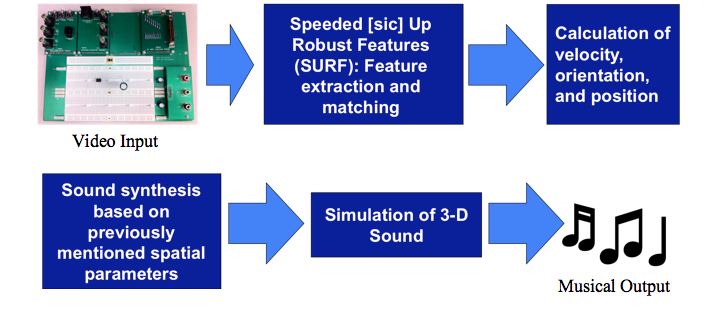 Speeded [sic] Up
Robust Features
(SURF): Feature
extraction and
matching
Calculation of
velocity,
orientation,
and position
Video Input
Sound synthesis
based on
previously
mentioned spatial
parameters
Simulation of 3-D
Sound
Musical Output